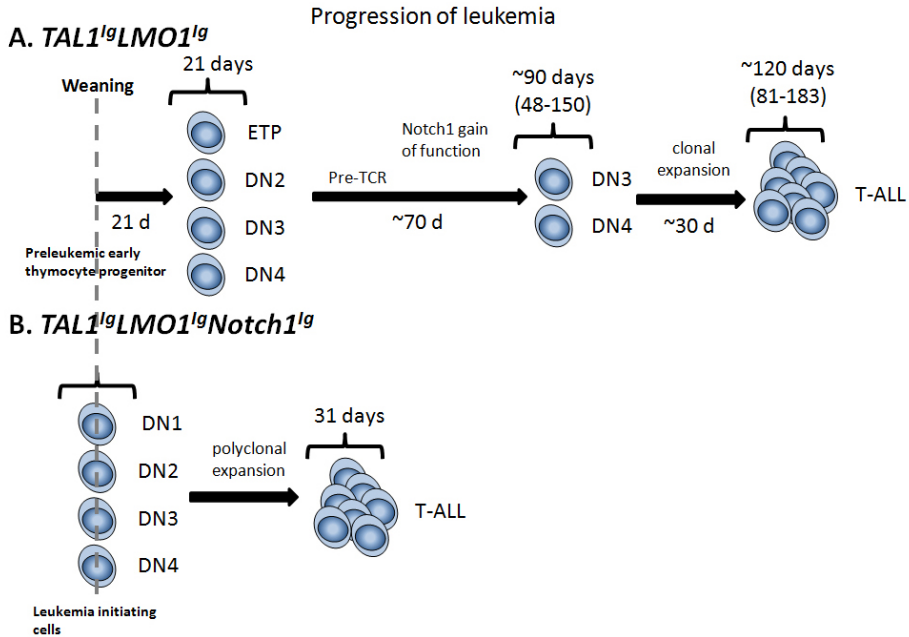 Progression of leukemia
A. TAL1lgLMO1lg
Weaning
21 days
~90 days
(48-150)
~120 days
(81-183)
ETP
DN2
DN3
DN4
21 d
Preleukemic early
thymocyte progenitor
Pre-TCR
Notch1 gain
of function
~70 d
DN3
DN4
clonal
expansion
~30 d
T-ALL
B. TAL1lgLMO1lgNotch1lg
DN1
DN2
DN3
DN4
Leukemia initiating
cells
polyclonal
expansion
31 days
T-ALL